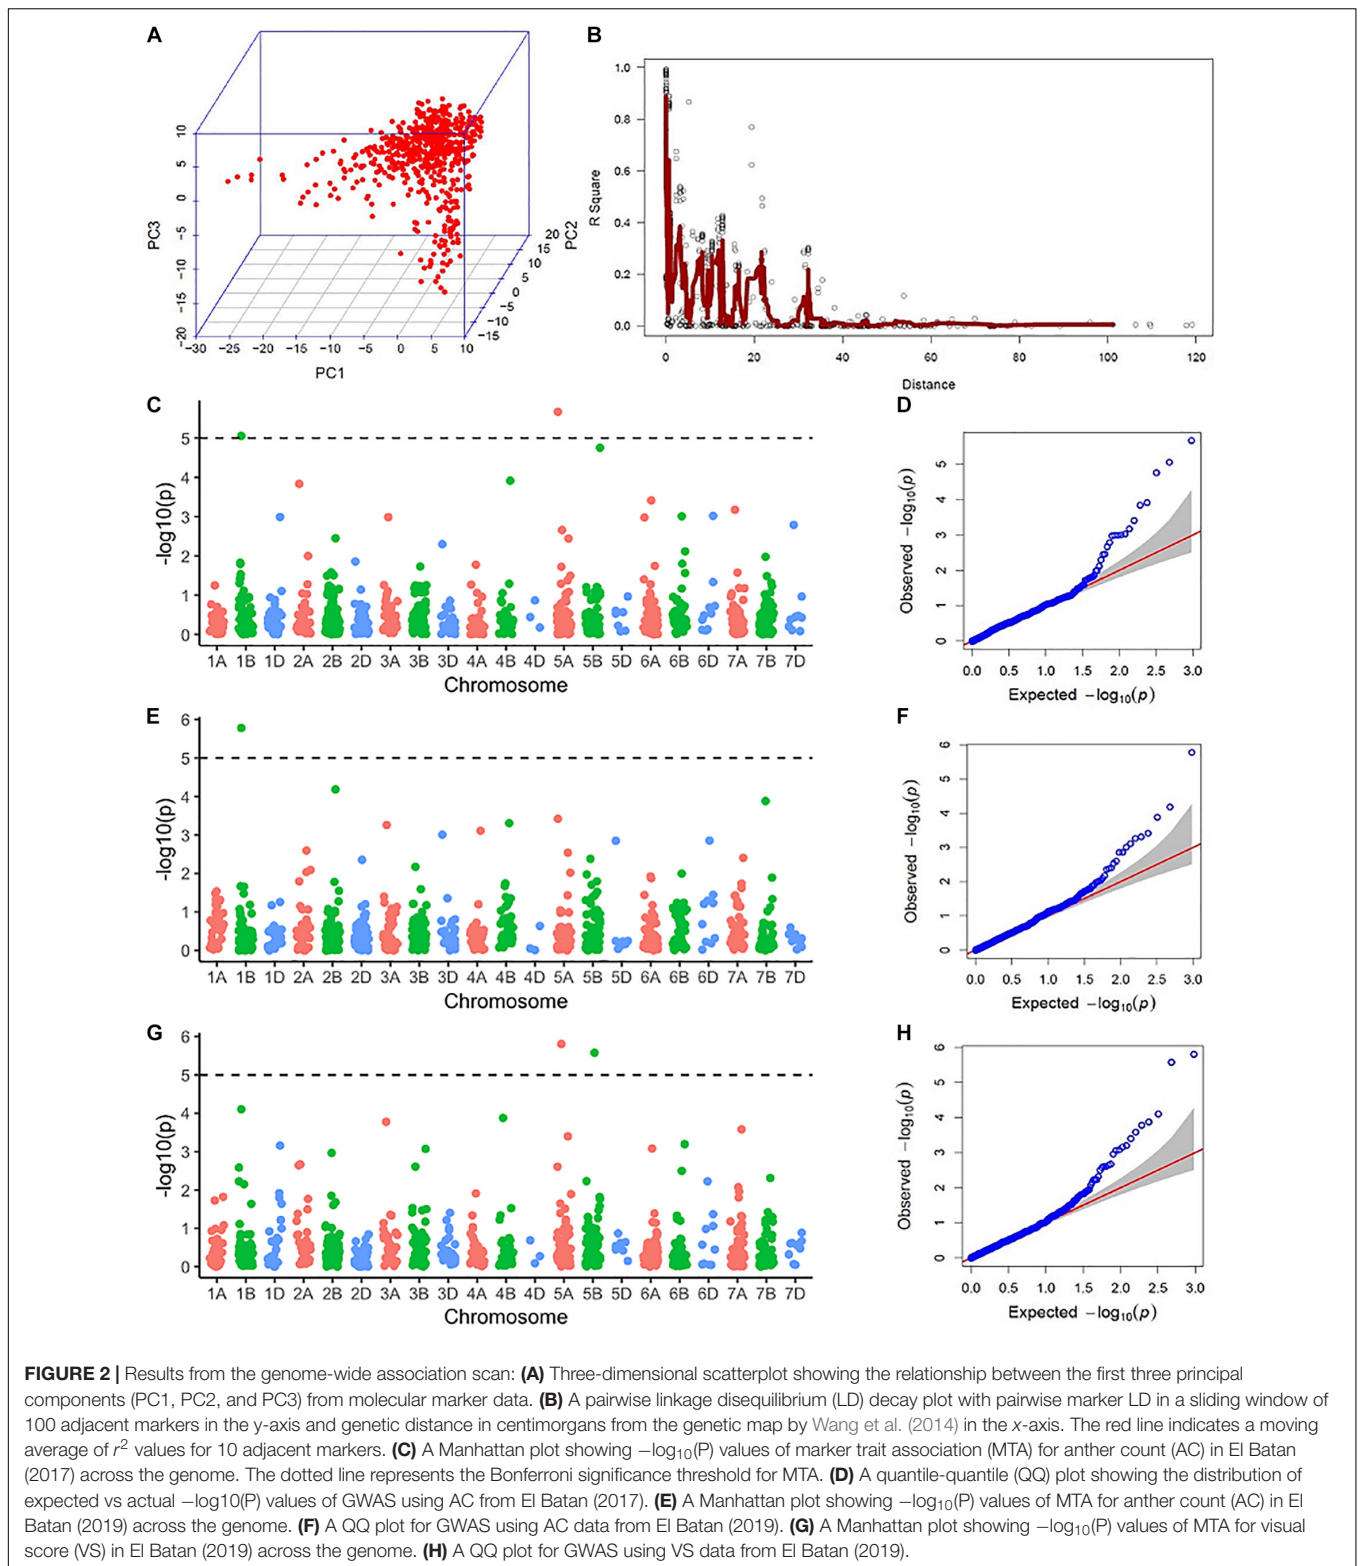 A
10
5
0
−5
−10
−15
−20
PC3
−30
−25
−20
−15
−10
−5
0
5
10
PC1
−15
−10
−5
0
5
10
15
20
PC2
B
1.0
0.8
0.6
0.4
0.2
0.0
R Square
0
20
40
60
80
100
120
Distance
C
5
4
3
2
1
0
-log10(p)
1A 1B 1D 2A 2B 2D 3A 3B 3D 4A 4B 4D 5A 5B 5D 6A 6B 6D 7A 7B 7D
Chromosome
D
5
4
3
2
1
0
Observed −log10(p)
0.0 0.5 1.0 1.5 2.0 2.5 3.0
Expected −log10(p)
E
6
5
4
3
2
1
0
-log10(p)
1A 1B 1D 2A 2B 2D 3A 3B 3D 4A 4B 4D 5A 5B 5D 6A 6B 6D 7A 7B 7D
Chromosome
F
6
5
4
3
2
1
0
Observed −log10(p)
0.0 0.5 1.0 1.5 2.0 2.5 3.0
Expected −log10(p)
G
6
5
4
3
2
1
0
-log10(p)
1A 1B 1D 2A 2B 2D 3A 3B 3D 4A 4B 4D 5A 5B 5D 6A 6B 6D 7A 7B 7D
Chromosome
H
6
5
4
3
2
1
0
Observed −log10(p)
0.0 0.5 1.0 1.5 2.0 2.5 3.0
Expected −log10(p)
FIGURE 2 | Results from the genome-wide association scan: (A) Three-dimensional scatterplot showing the relationship between the first three principal
components (PC1, PC2, and PC3) from molecular marker data. (B) A pairwise linkage disequilibrium (LD) decay plot with pairwise marker LD in a sliding window of
100 adjacent markers in the y-axis and genetic distance in centimorgans from the genetic map by Wang et al. (2014) in the x-axis. The red line indicates a moving
average of r² values for 10 adjacent markers. (C) A Manhattan plot showing −log10(P) values of marker trait association (MTA) for anther count (AC) in El Batan
(2017) across the genome. The dotted line represents the Bonferroni significance threshold for MTA. (D) A quantile-quantile (QQ) plot showing the distribution of
expected vs actual −log10(P) values of GWAS using AC from El Batan (2017). (E) A Manhattan plot showing −log10(P) values of MTA for anther count (AC) in El
Batan (2019) across the genome. (F) A QQ plot for GWAS using AC data from El Batan (2019). (G) A Manhattan plot showing −log10(P) values of MTA for visual
score (VS) in El Batan (2019) across the genome. (H) A QQ plot for GWAS using VS data from El Batan (2019).